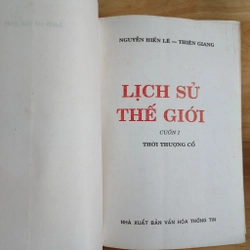 NGUYỄN HIẾN LÊ — THIÊN GIANG
LỊCH SỬ
THẾ GIỚI
CUỐN I
THỜI THƯỢNG CỔ
NHÀ XUẤT BẢN VĂN HÓA THÔNG TIN